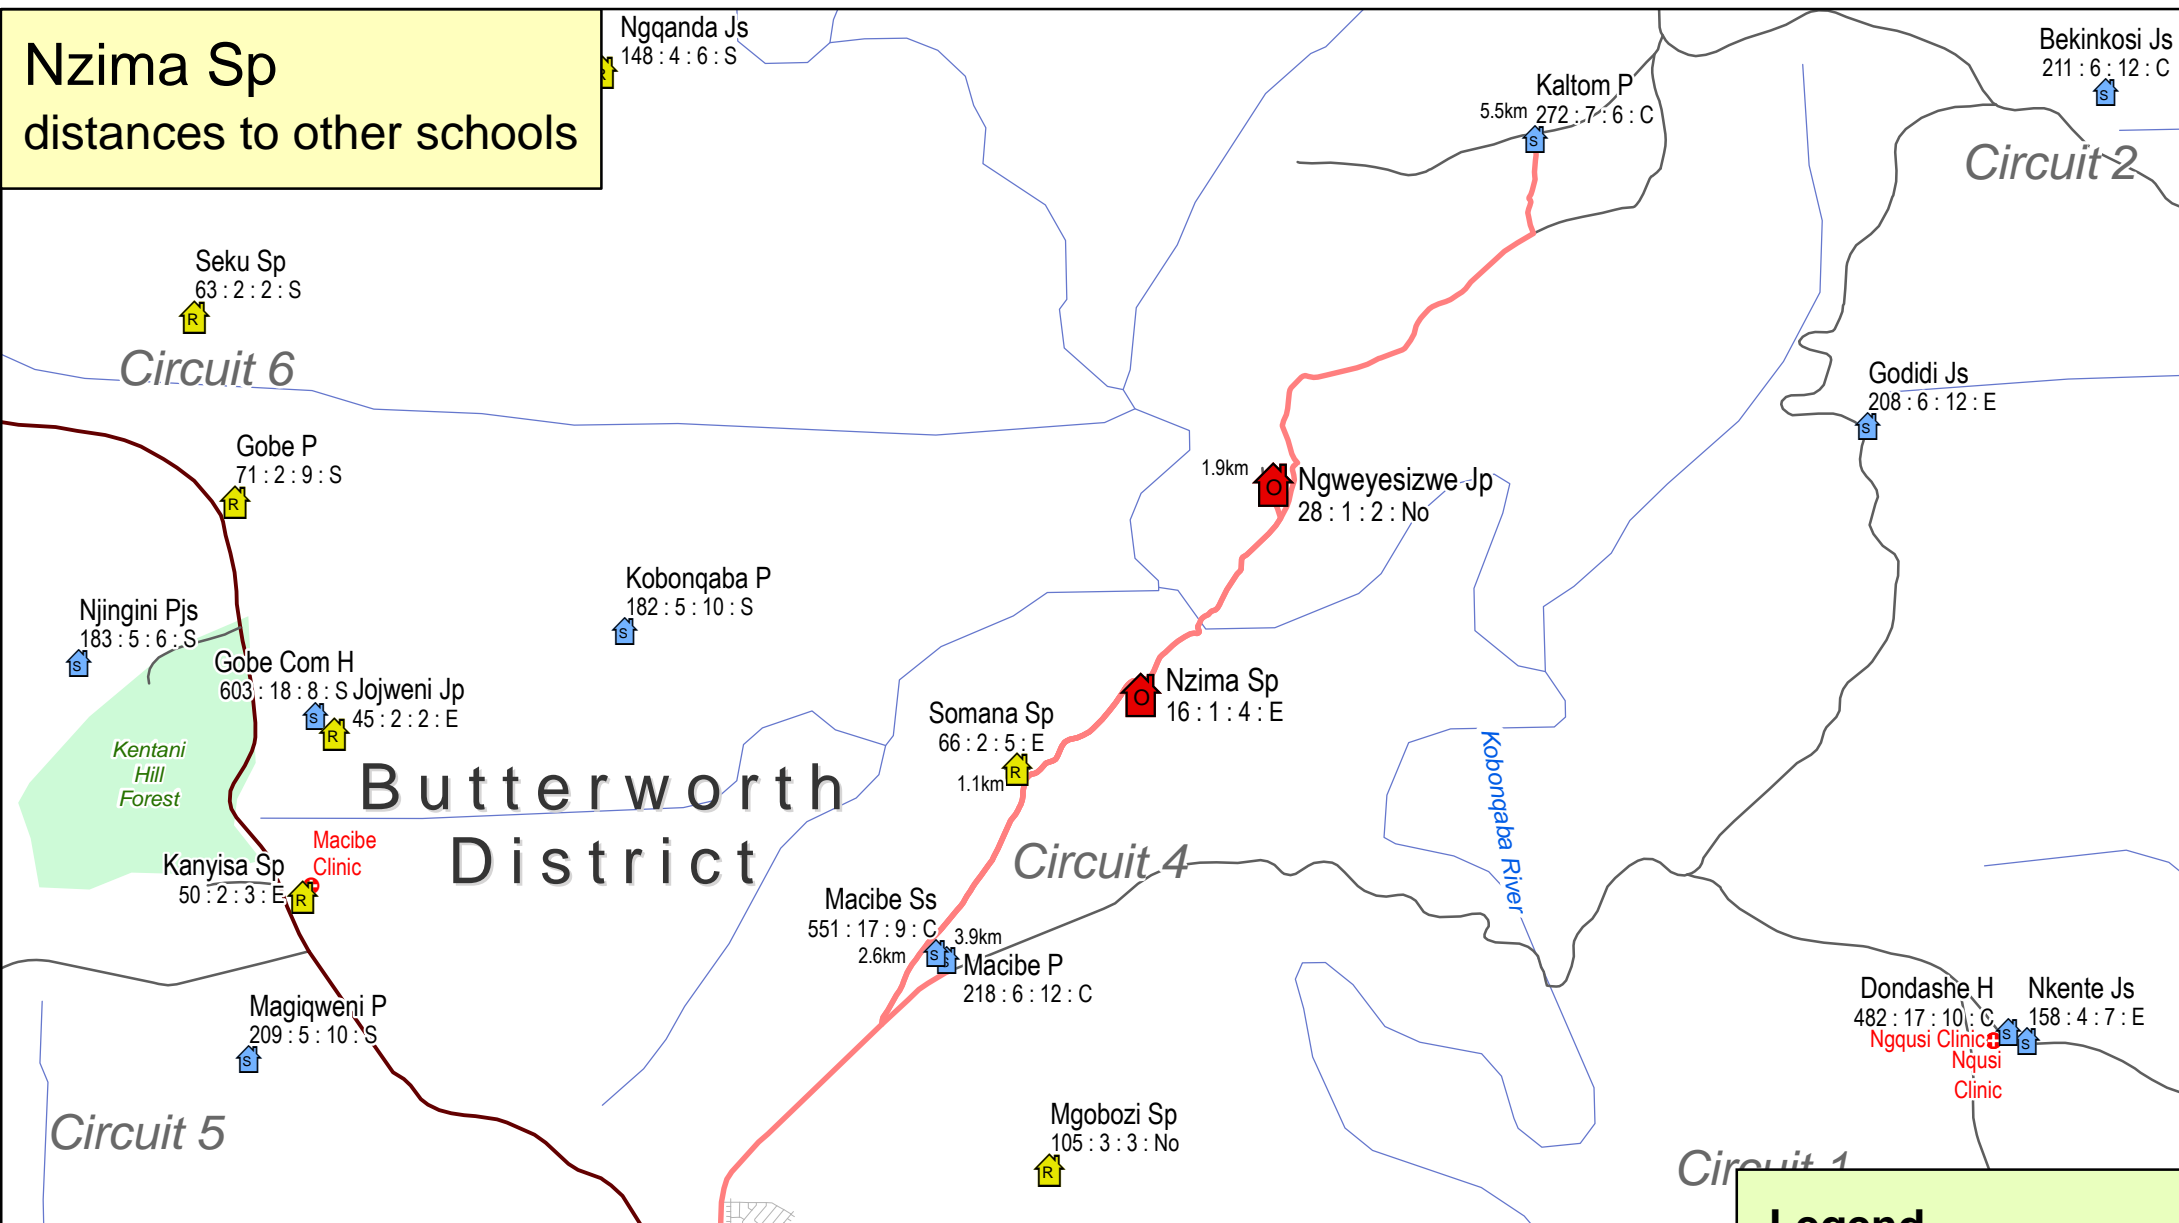 Nzima Sp
distances to other schools
Ngqanda Js
148 : 4 : 6 : S
R
Kaltom P
5.5km
272 : 7 : 6 : C
S
Bekinkosi Js
211 : 6 : 12 : C
S
Circuit 2
Seku Sp
63 : 2 : 2 : S
R
Circuit 6
Godidi Js
208 : 6 : 12 : E
S
Gobe P
71 : 2 : 9 : S
R
1.9km
O
Ngweyesizwe Jp
28 : 1 : 2 : No
Kobonqaba P
182 : 5 : 10 : S
S
Njingini Pjs
183 : 5 : 6 : S
S
Gobe Com H
603 : 18 : 8 : S
S
Jojweni Jp
45 : 2 : 2 : E
R
Nzima Sp
16 : 1 : 4 : E
O
Somana Sp
66 : 2 : 5 : E
1.1km
R
Kentani
Hill
Forest
Butterworth
District
Kobonqaba River
Macibe
Clinic
Kanyisa Sp
50 : 2 : 3 : E
R
Circuit 4
Macibe Ss
551 : 17 : 9 : C
2.6km
S
3.9km
S
Macibe P
218 : 6 : 12 : C
Magiqweni P
209 : 5 : 10 : S
S
Dondashe H
482 : 17 : 10 : C
S
Nkente Js
158 : 4 : 7 : E
S
Ngqusi Clinic
Nqusi
Clinic
Circuit 5
Mgobozi Sp
105 : 3 : 3 : No
R
Circuit 1
Legend